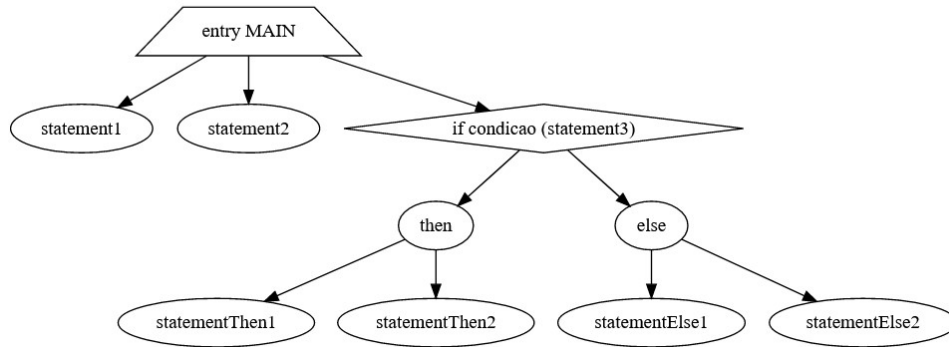 entry MAIN
statement1
statement2
if condicao (statement3)
then
else
statementThen1
statementThen2
statementElse1
statementElse2